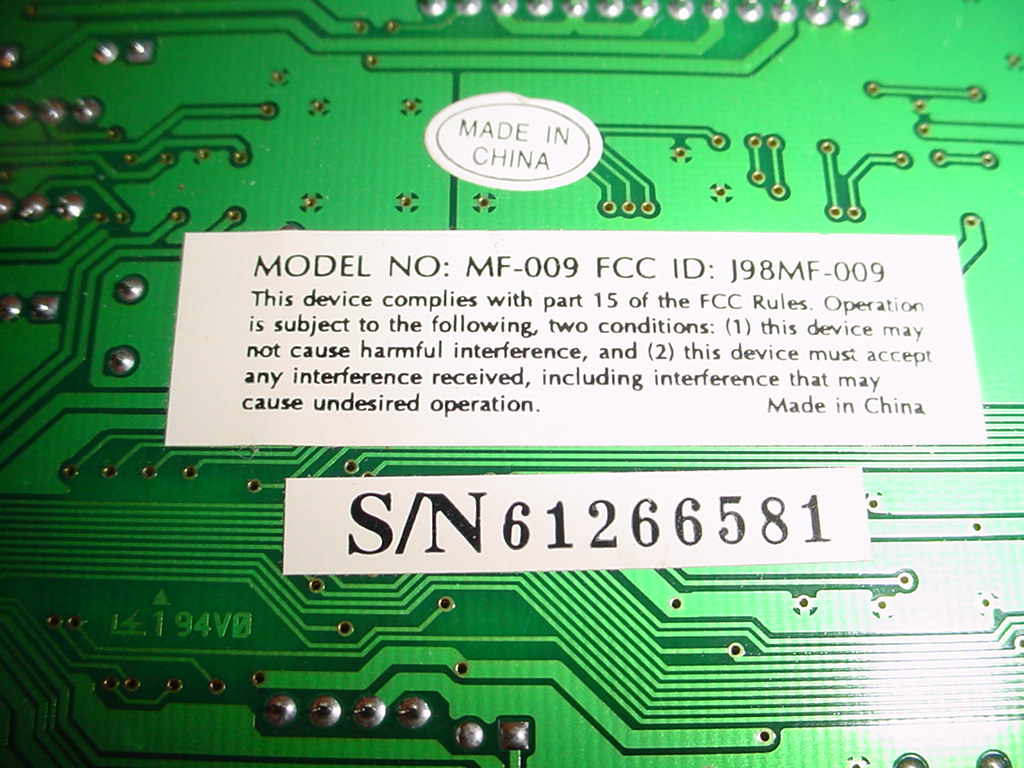 MADE IN
CHINA
MODEL NO: MF-009 FCC ID: J98MF-009
This device complies with part 15 of the FCC Rules. Operation
is subject to the following, two conditions: (1) this device may
not cause harmful interference, and (2) this device must accept
any interference received, including interference that may
cause undesired operation. Made in China
S/N 61266581
94V0